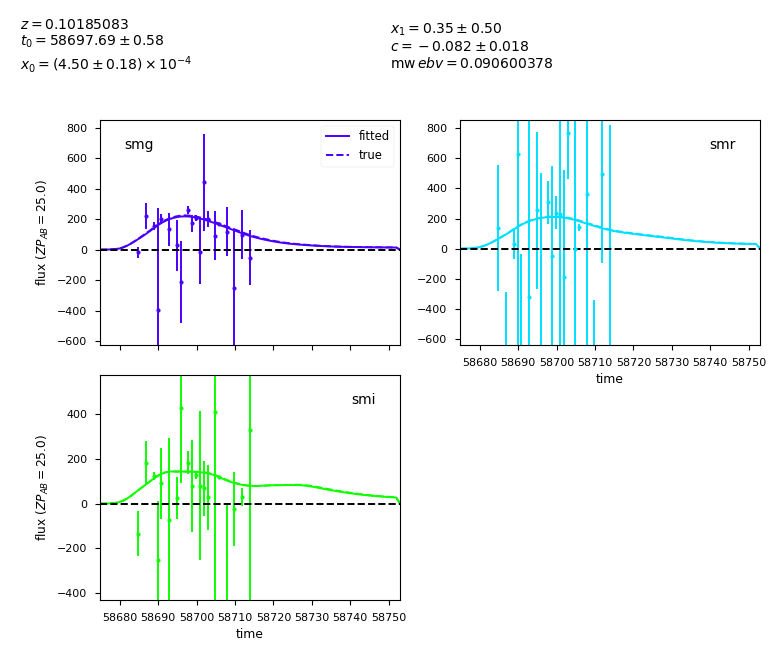 z = 0.10185083
t0 = 58697.69 ± 0.58
x0 = (4.50 ± 0.18) × 10^−4
x1 = 0.35 ± 0.50
c = −0.082 ± 0.018
mw ebv = 0.090600378
800
600
400
200
0
−200
−400
−600
flux (ZP_AB = 25.0)
smg
fitted
true
800
600
400
200
0
−200
−400
−600
smr
58680 58690 58700 58710 58720 58730 58740 58750
time
400
200
0
−200
−400
flux (ZP_AB = 25.0)
smi
58680 58690 58700 58710 58720 58730 58740 58750
time